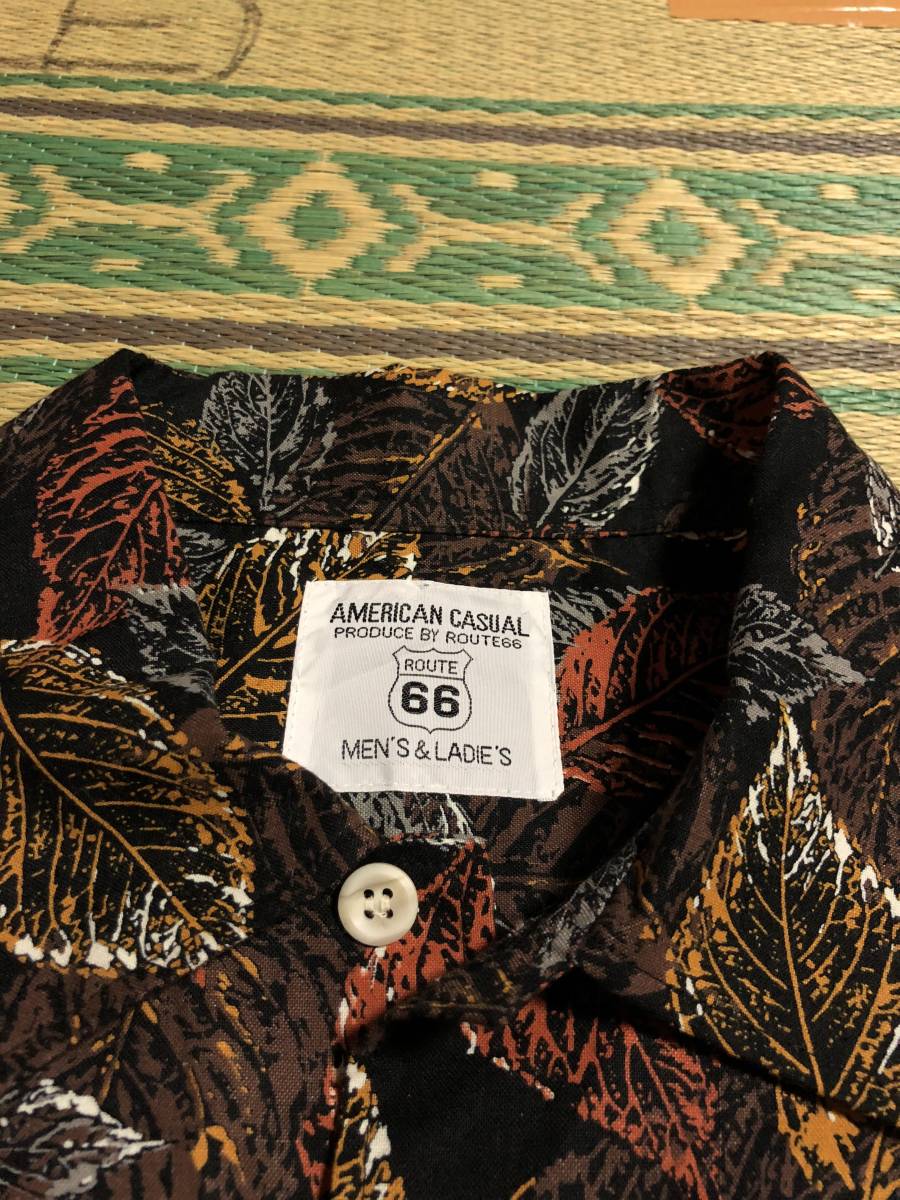 AMERICAN CASUAL
PRODUCE BY ROUTE66
ROUTE
66
MEN'S & LADIE'S